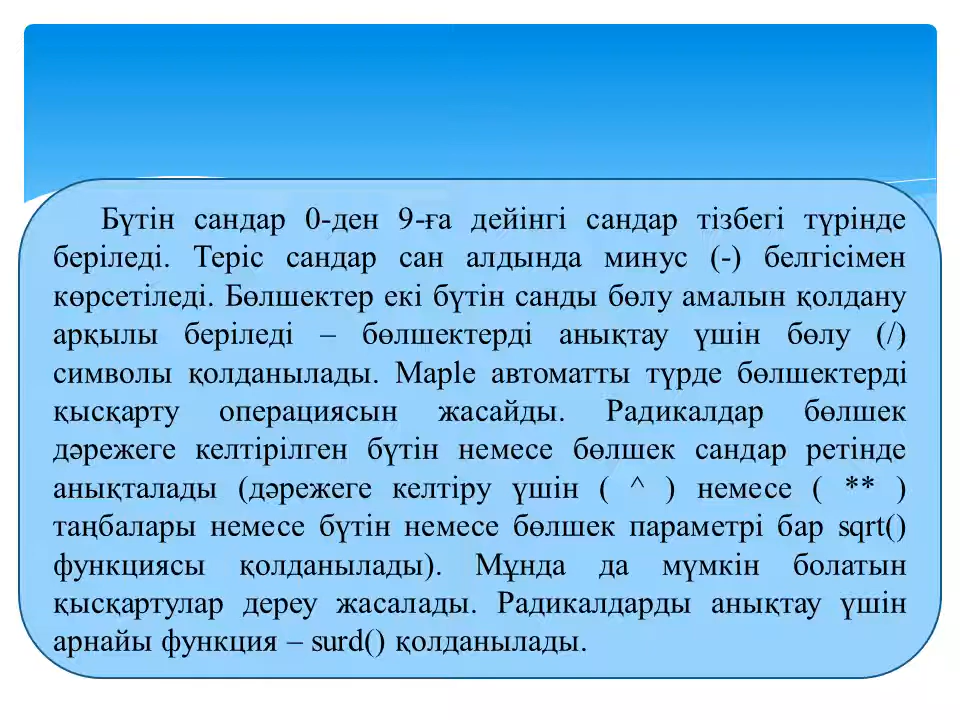 Бүтін сандар 0-ден 9-ға дейінгі сандар тізбегі түрінде
беріледі. Теріс сандар сан алдында минус (-) белгісімен
көрсетіледі. Бөлшектер екі бүтін санды бөлу амалын қолдану
арқылы беріледі – бөлшектерді анықтау үшін бөлу (/)
символы қолданылады. Maple автоматты түрде бөлшектерді
қысқарту операциясын жасайды. Радикалдар бөлшек
дәрежеге келтірілген бүтін немесе бөлшек сандар ретінде
анықталады (дәрежеге келтіру үшін ( ^ ) немесе ( ** )
таңбалары немесе бүтін немесе бөлшек параметрі бар sqrt()
функциясы қолданылады). Мұнда да мүмкін болатын
қысқартулар дереу жасалады. Радикалдарды анықтау үшін
арнайы функция – surd() қолданылады.